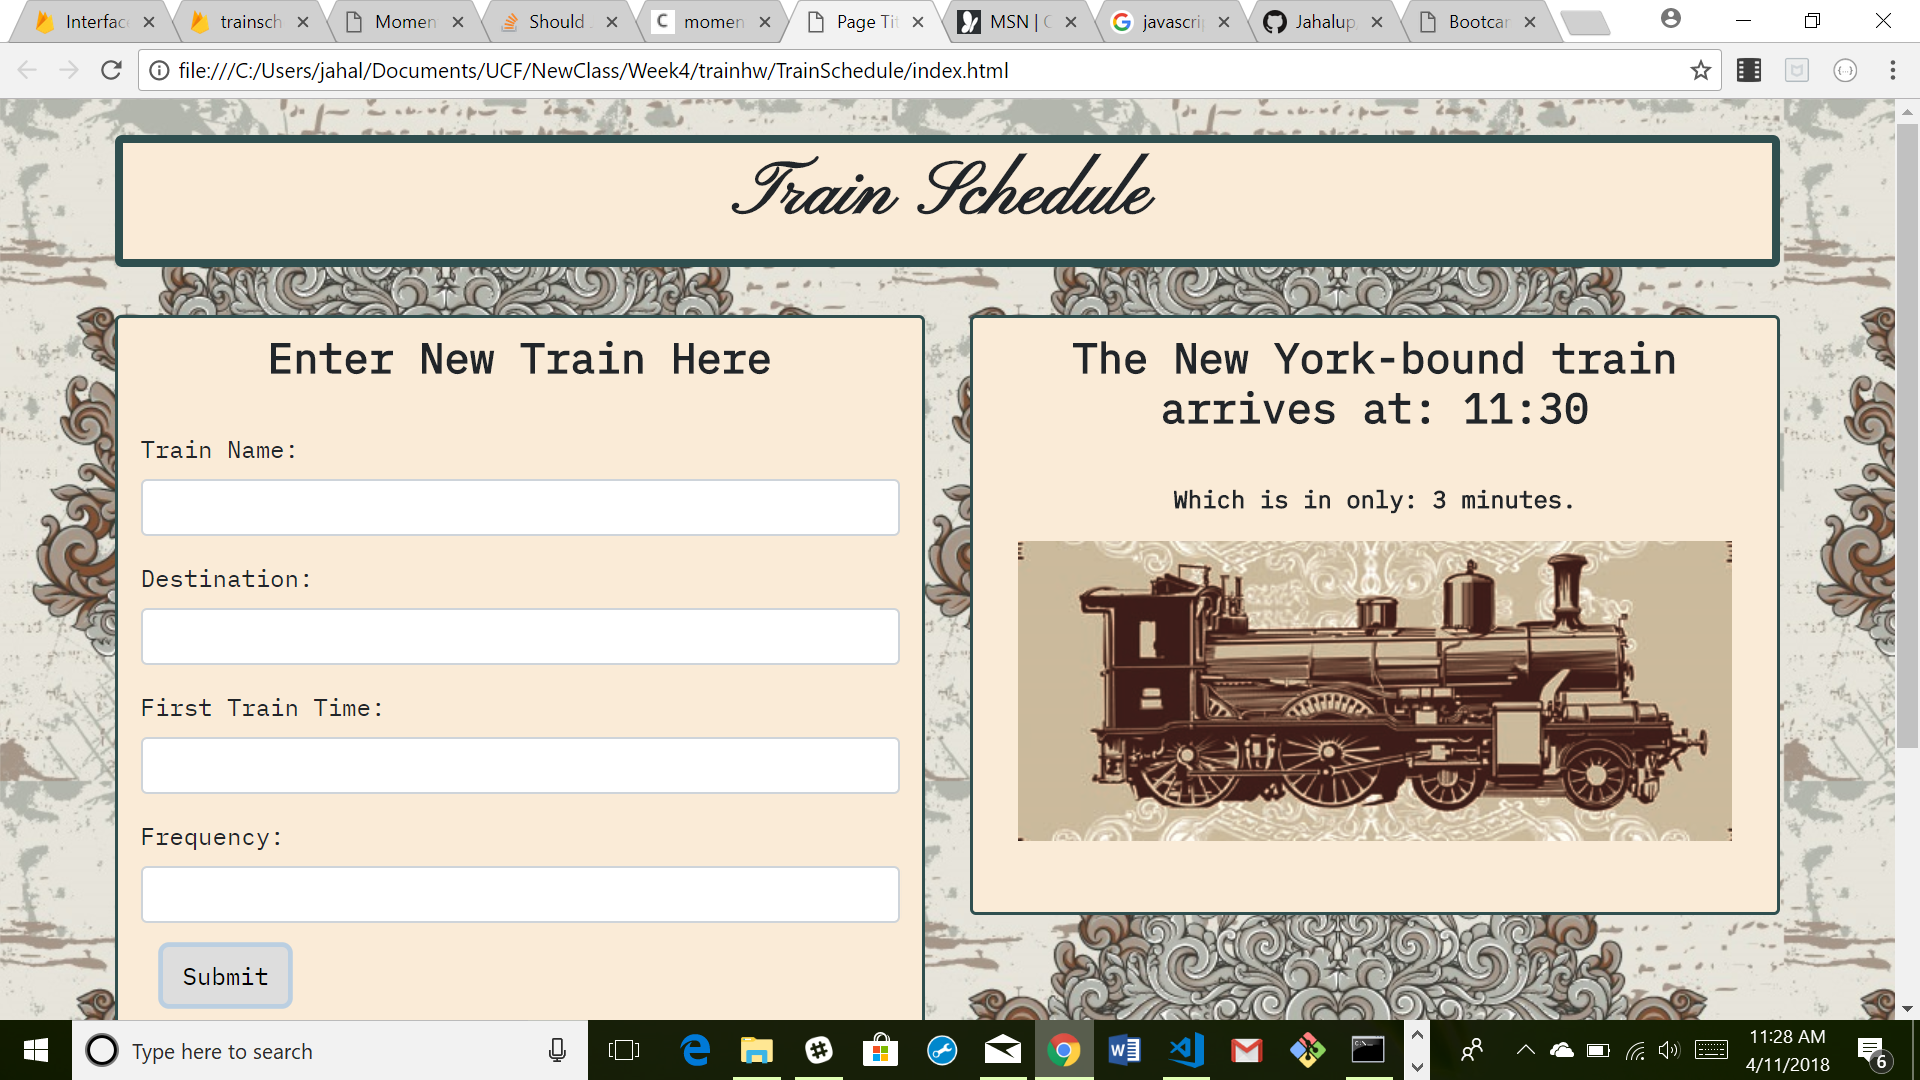 Interfac
trainsch
Momen
Should
momen
Page Tit
MSN | C
javascrip
Jahalup
Bootcar
file:///C:/Users/jahal/Documents/UCF/NewClass/Week4/trainhw/TrainSchedule/index.html
Train Schedule
Enter New Train Here
Train Name:
Destination:
First Train Time:
Frequency:
Submit
The New York-bound train
arrives at: 11:30
Which is in only: 3 minutes.
Type here to search
11:28 AM
4/11/2018
6